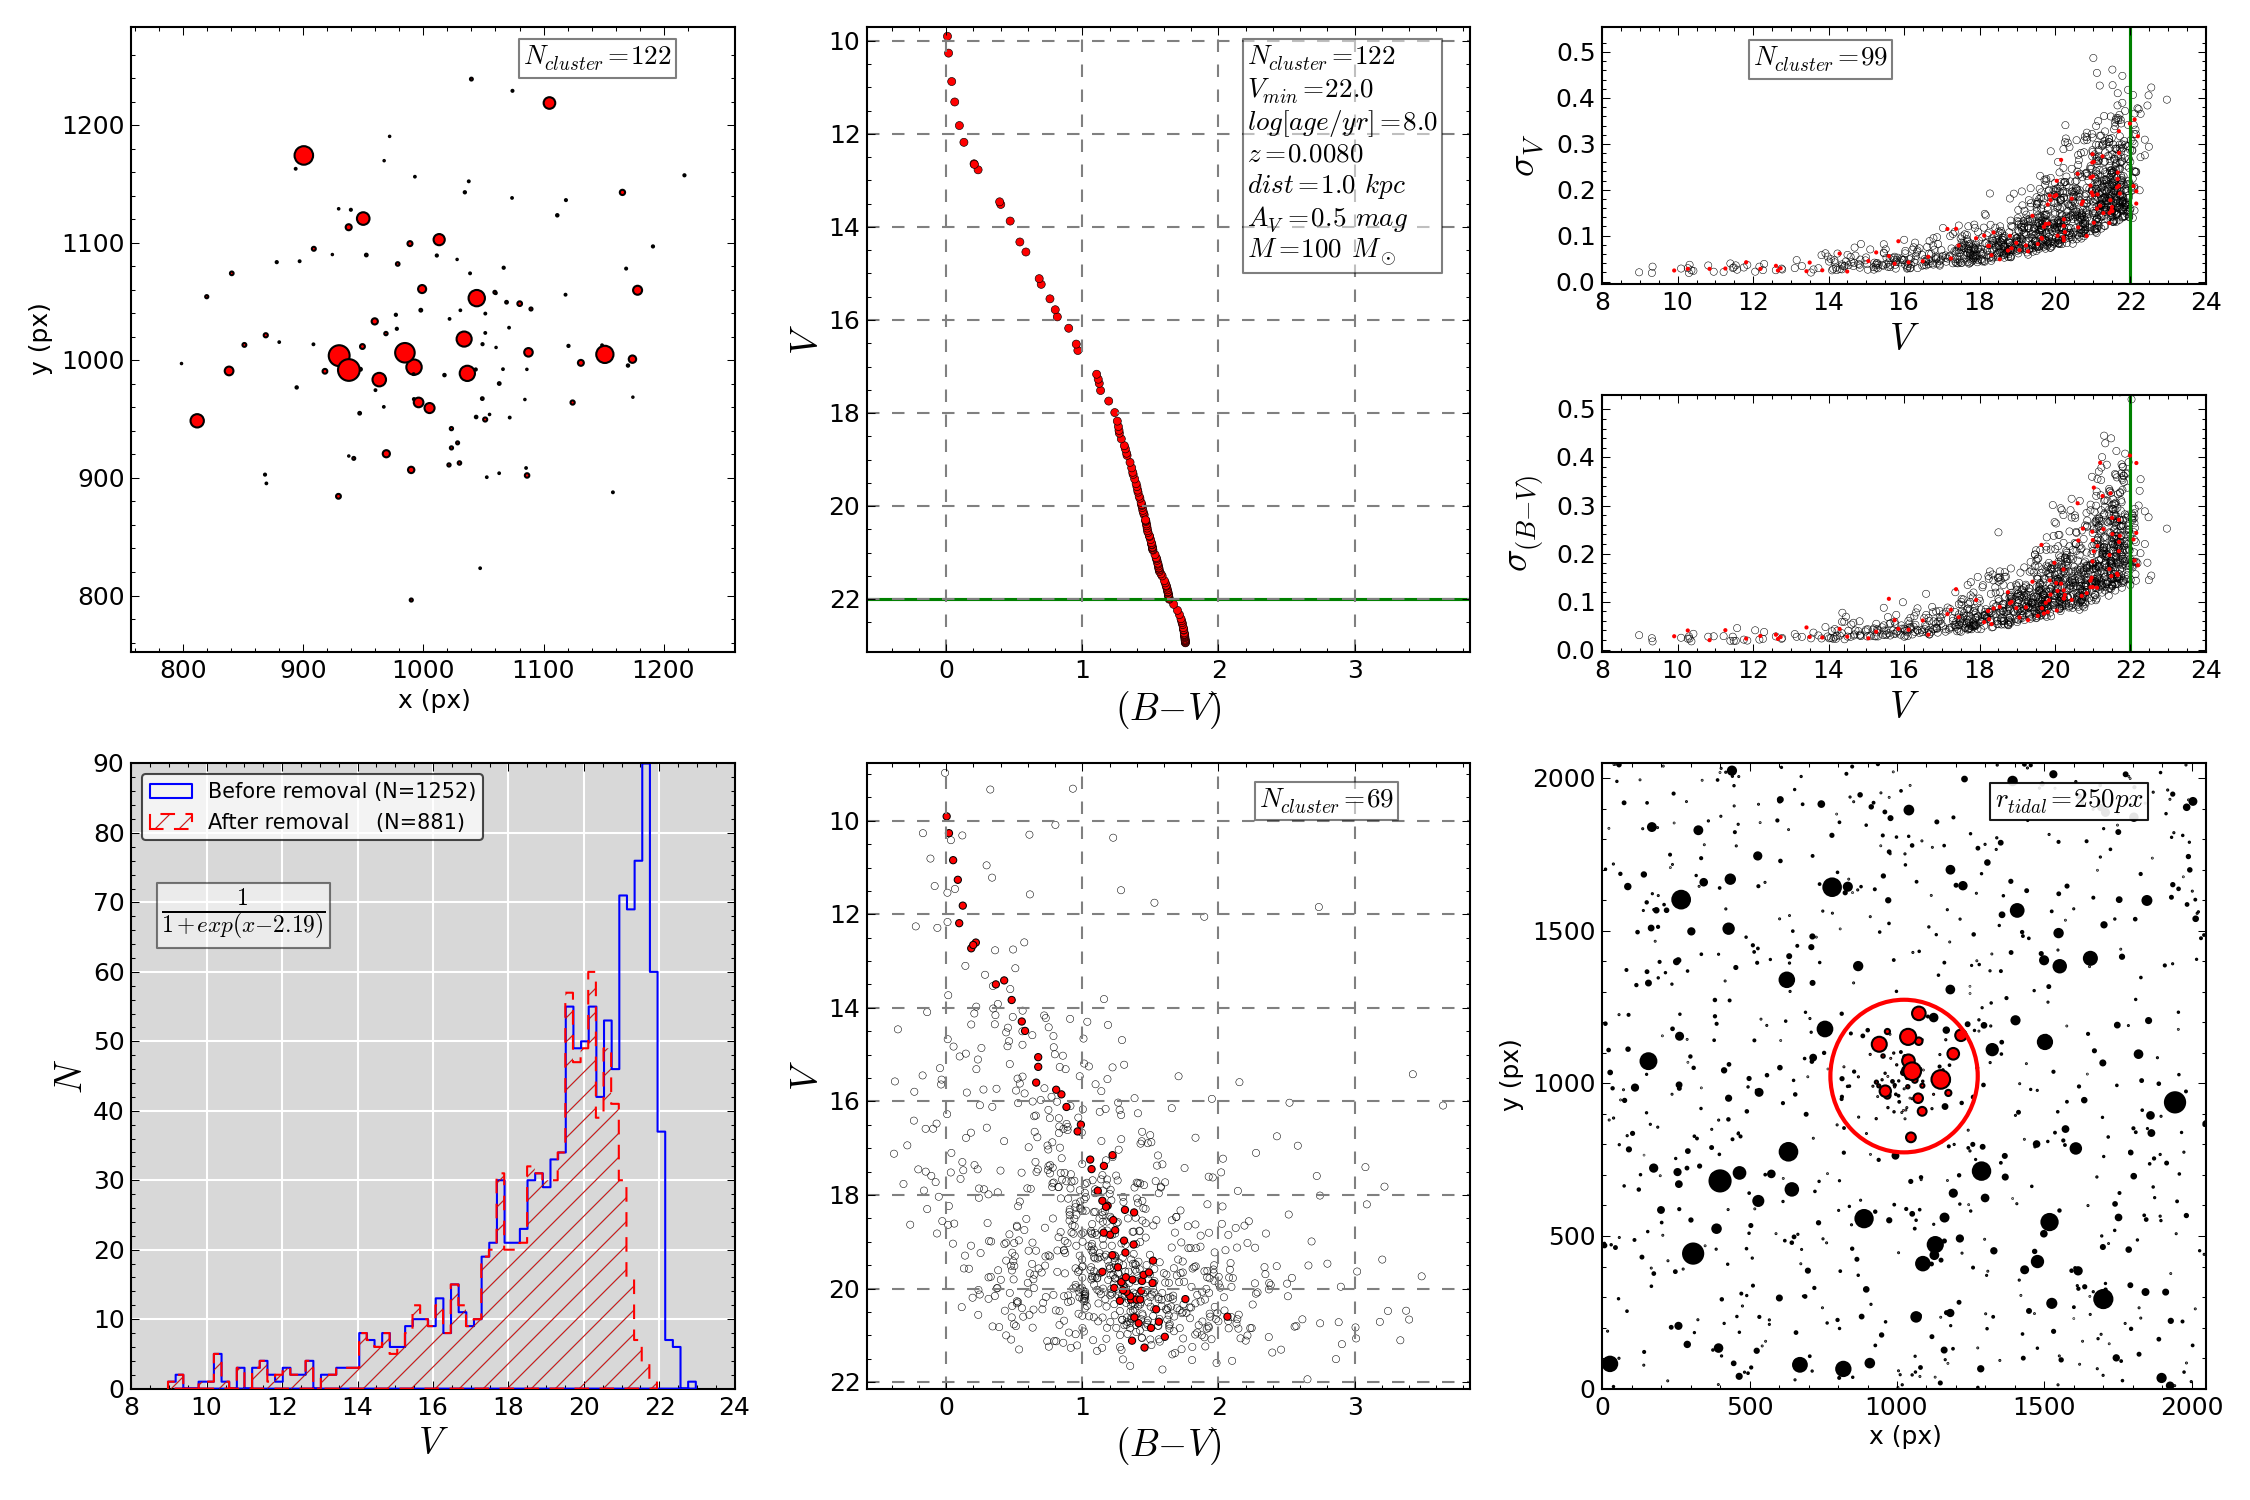 N_cluster=122
1200
1100
1000
900
800
y (px)
800 900 1000 1100 1200
x (px)
N_cluster=122
V_min=22.0
log[age/yr]=8.0
z=0.0080
dist=1.0 kpc
A_V=0.5 mag
M=100 M_⊙
10
12
14
16
18
20
22
V
0 1 2 3
(B−V)
N_cluster=99
0.5
0.4
0.3
0.2
0.1
0.0
σ_V
8 10 12 14 16 18 20 22 24
V
0.5
0.4
0.3
0.2
0.1
0.0
σ_(B−V)
8 10 12 14 16 18 20 22 24
V
90
80
70
60
50
40
30
20
10
0
N
Before removal (N=1252)
After removal (N=881)
1
1+exp(x−2.19)
8 10 12 14 16 18 20 22 24
V
N_cluster=69
10
12
14
16
18
20
22
V
0 1 2 3
(B−V)
r_tidal=250px
2000
1500
1000
500
0
y (px)
0 500 1000 1500 2000
x (px)